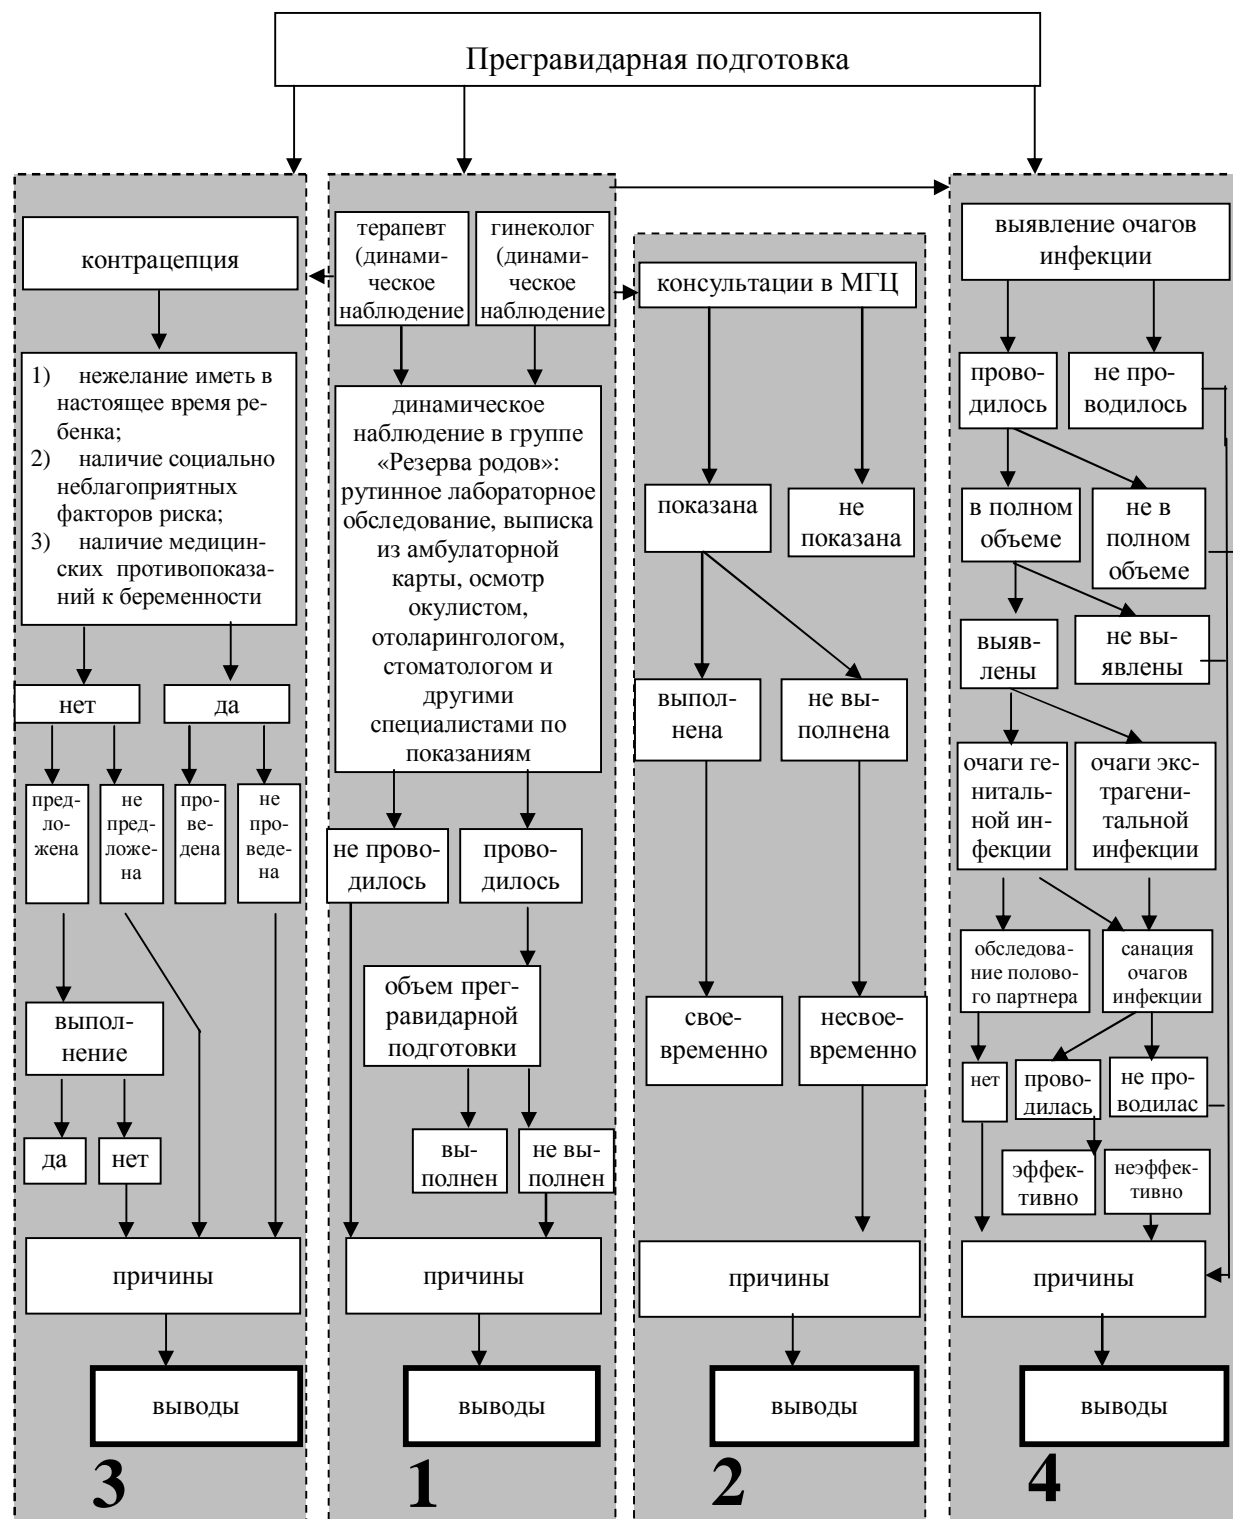 Прегравидарная подготовка
контрацепция
1) нежелание иметь в
настоящее время ре-
бенка;
2) наличие социально
неблагоприятных
факторов риска;
3) наличие медицин-
ских противопоказа-
ний к беременности
нет
да
пред-
ло-
жена
не
пред-
ложе-
на
про-
ве-
дена
не
про-
веде-
на
выпол-
нение
да
нет
причины
выводы
3
терапевт
(динами-
ческое
наблюдение
гинеколог
(динами-
ческое
наблюдение
динамическое
наблюдение в группе
«Резерва родов»:
рутинное лабораторное
обследование, выписка
из амбулаторной
карты, осмотр
окулистом,
отоларингологом,
стоматологом и
другими
специалистами по
показаниям
не прово-
дилось
прово-
дилось
объем прег-
равидарной
подготовки
вы-
полнен
не вы-
полнен
причины
выводы
1
консультации в МГЦ
показана
не
показана
выпол-
нена
не вы-
полнена
свое-
временно
несвое-
временно
причины
выводы
2
выявление очагов
инфекции
прово-
дилось
не про-
водилось
в полном
объеме
не в
полном
объеме
выяв-
лены
не вы-
явлены
очаги ге-
ниталь-
ной ин-
фекции
очаги экс-
трагени-
тальной
инфекции
обследова-
ние полово-
го партнера
санация
очагов
инфекции
нет
прово-
дилась
не про-
водилас
эффек-
тивно
неэффек-
тивно
причины
выводы
4